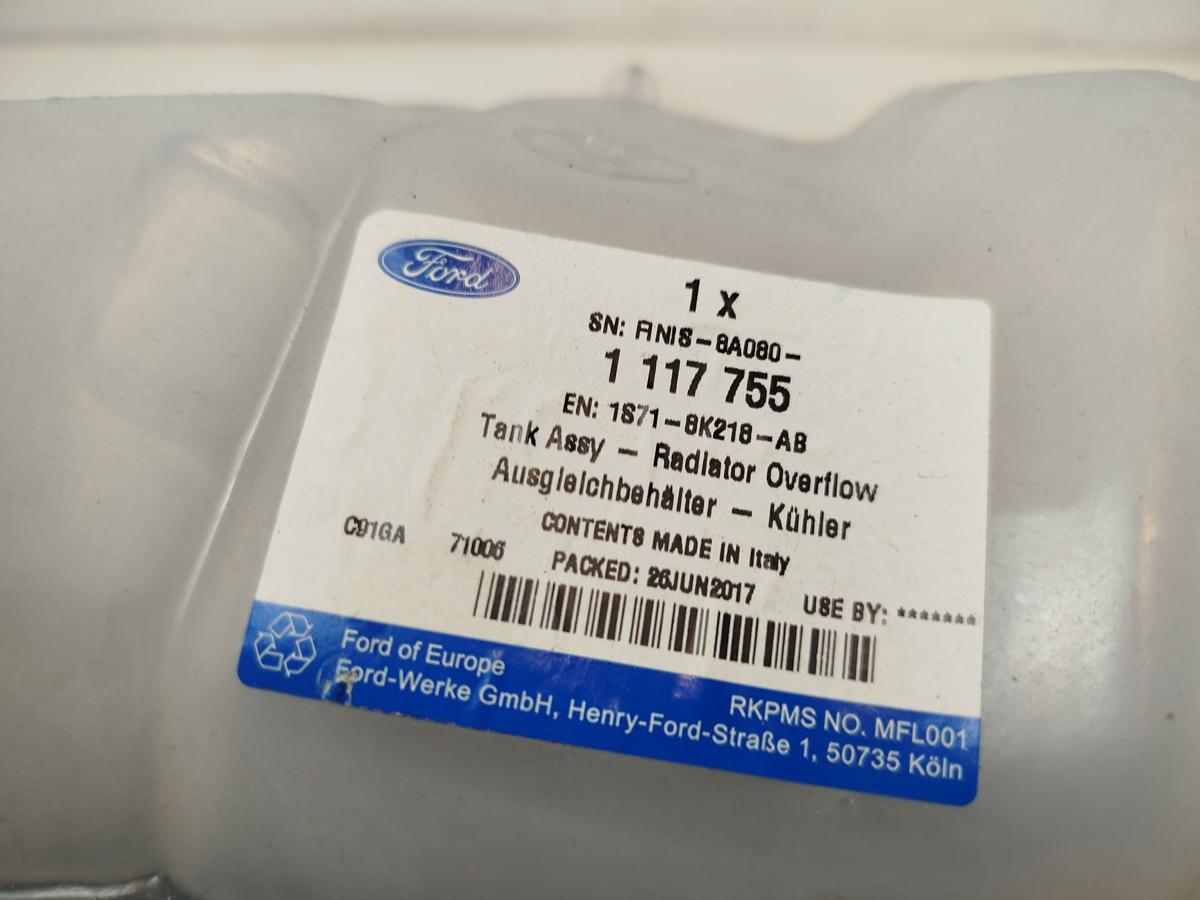 Ford
1 x
SN: FINIS-8A080-
1 117 755
EN: 1S71-8K218-AB
Tank Assy - Radiator Overflow
Ausgleichbehälter - Kühler
CONTENTS MADE IN Italy
C91GA 71006 PACKED: 26JUN2017 USE BY: *******
Ford of Europe
Ford-Werke GmbH, Henry-Ford-Straße 1, 50735 Köln
RKPMS NO. MFL001